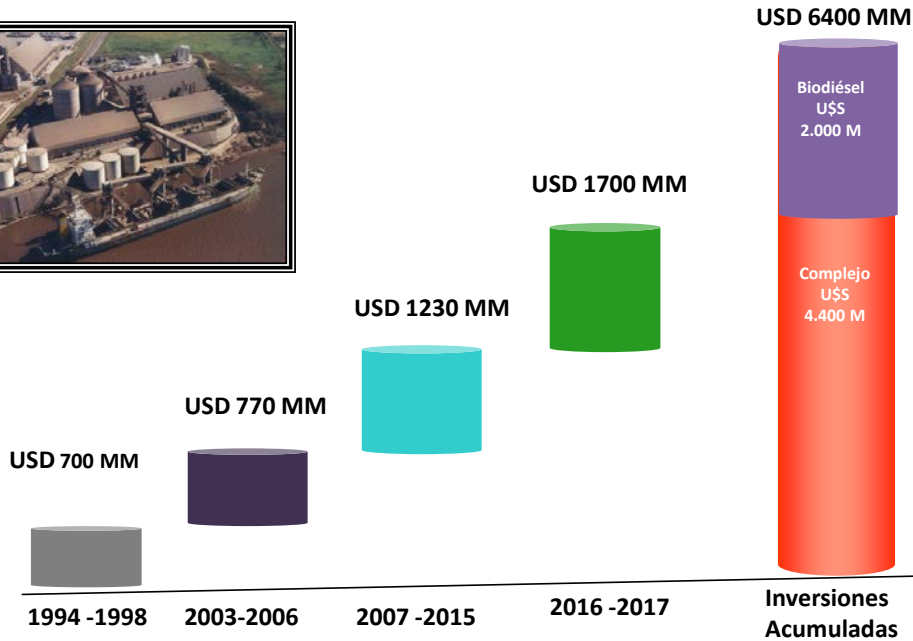 USD 6400 MM
Biodiésel
U$S
2.000 M
USD 1700 MM
Complejo
U$S
4.400 M
USD 1230 MM
USD 770 MM
USD 700 MM
1994 -1998
2003-2006
2007 -2015
2016 -2017
Inversiones
Acumuladas